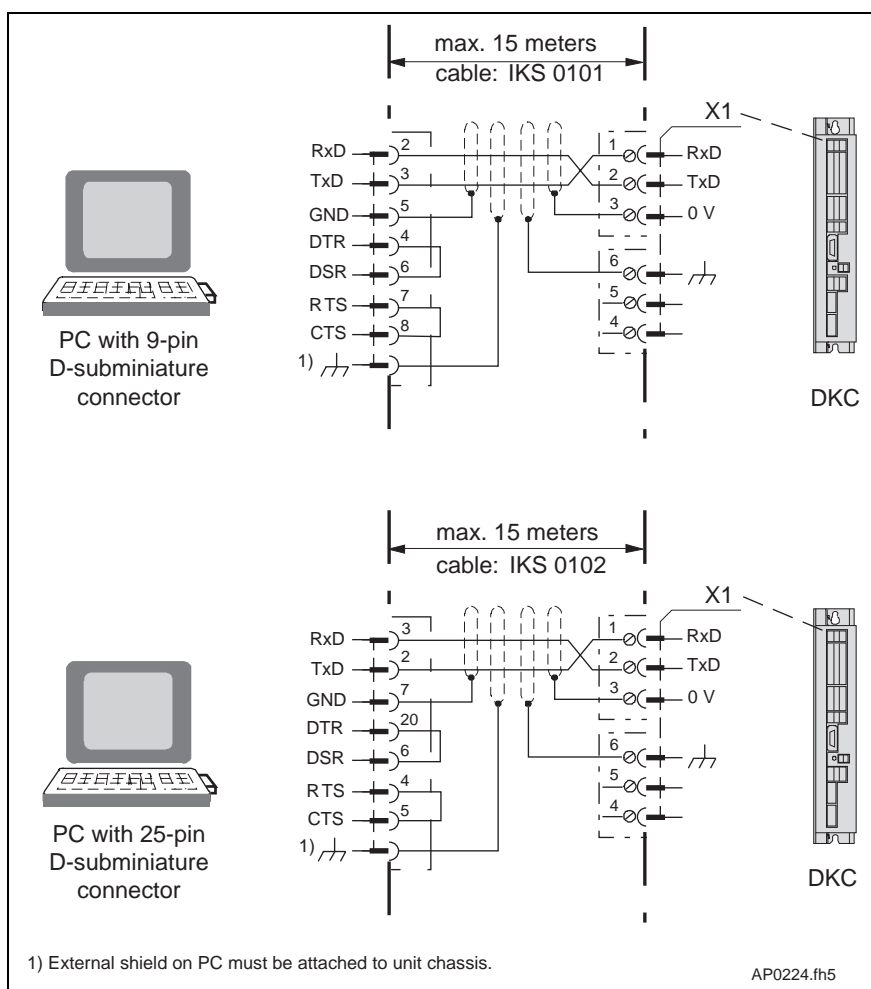 max. 15 meters
cable: IKS 0101
X1
RxD 2 1 RxD
TxD 3 2 TxD
GND 5 3 0 V
DTR 4
DSR 6 6
RTS 7 5
CTS 8 4
1)
PC with 9-pin
D-subminiature
connector
DKC
max. 15 meters
cable: IKS 0102
X1
RxD 3 1 RxD
TxD 2 2 TxD
GND 7 3 0 V
DTR 20
DSR 6 6
RTS 4 5
CTS 5 4
1)
PC with 25-pin
D-subminiature
connector
DKC
1) External shield on PC must be attached to unit chassis.
AP0224.fh5